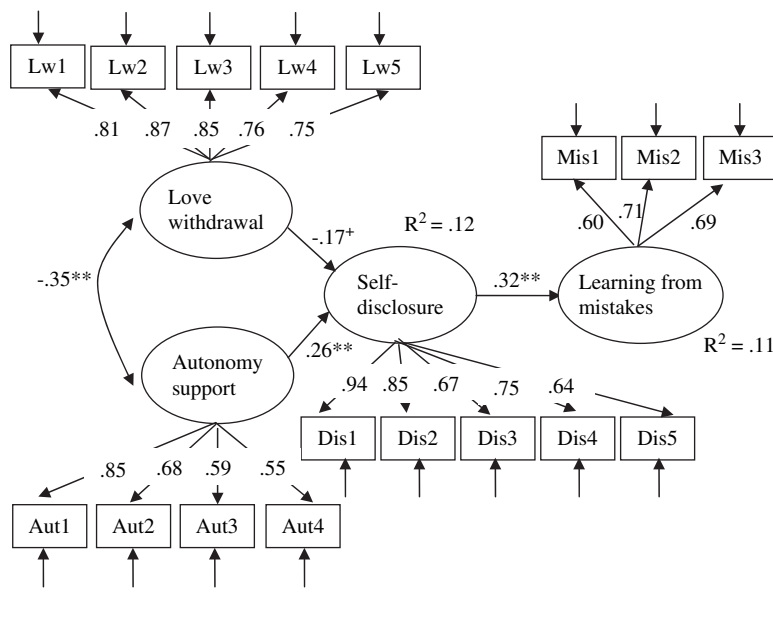 Lw1 Lw2 Lw3 Lw4 Lw5
.81 .87 .85 .76 .75
Mis1 Mis2 Mis3
.60 .71 .69
Love
withdrawal
-.17+
R2 = .12
-.35**
Self-
disclosure
.32**
Learning from
mistakes
R2 = .11
Autonomy
support
.26**
.94 .85 .67 .75 .64
Dis1 Dis2 Dis3 Dis4 Dis5
.85 .68 .59 .55
Aut1 Aut2 Aut3 Aut4